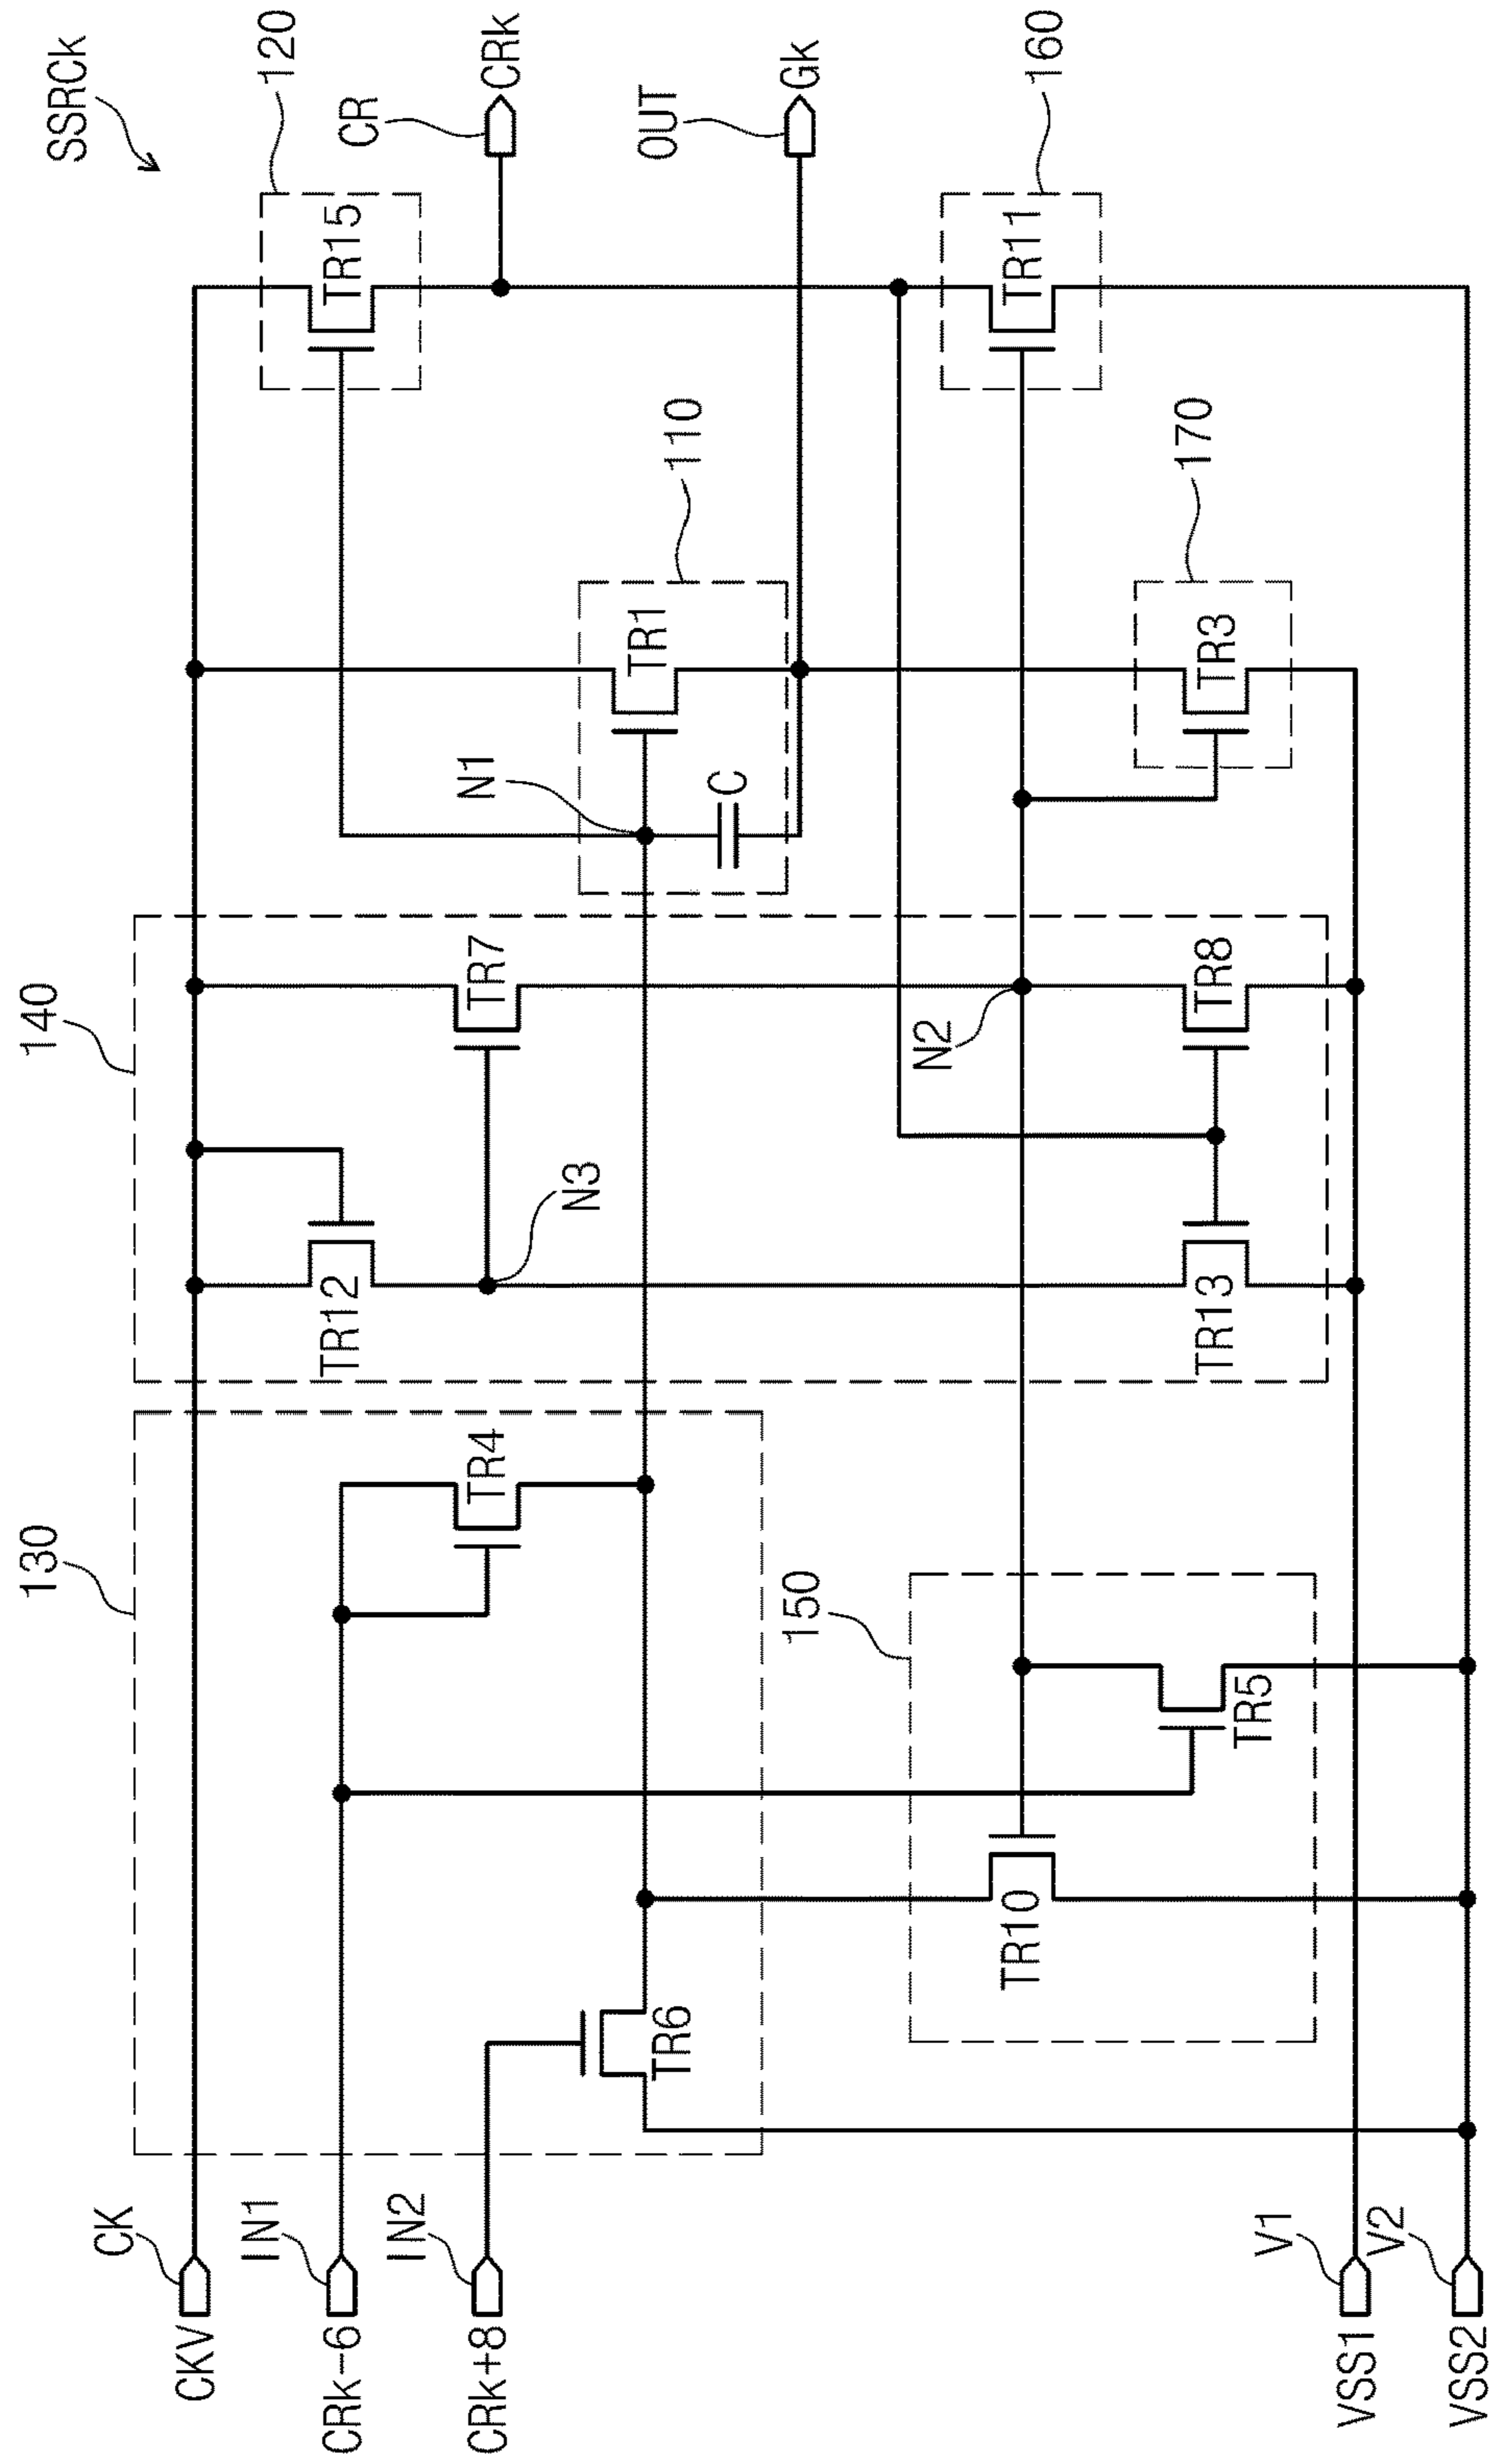 SSRCk
120
CR
CRk
OUT
Gk
160
TR15
TR11
110
170
TR1
TR3
N1
C
140
TR7
TR8
N2
N3
TR12
TR13
130
TR4
150
TR5
TR10
TR6
CK
IN1
IN2
V1
V2
CKV
CRk-6
CRk+8
VSS1
VSS2